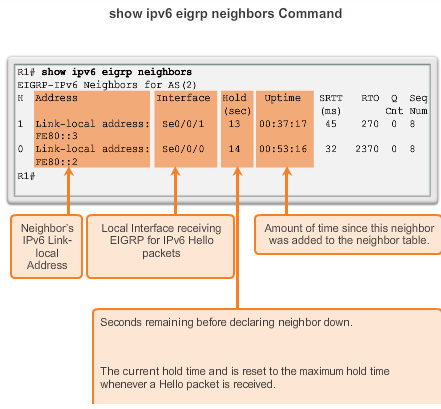 show ipv6 eigrp neighbors Command
R1# show ipv6 eigrp neighbors
EIGRP-IPv6 Neighbors for AS(2)
H Address Interface Hold Uptime SRTT RTO Q Seq
(sec) (ms) Cnt Num
1 Link-local address: Se0/0/1 13 00:37:17 45 270 0 8
FE80::3
0 Link-local address: Se0/0/0 14 00:53:16 32 2370 0 8
FE80::2
R1#
Neighbor's
IPv6 Link-
local
Address
Local Interface receiving
EIGRP for IPv6 Hello
packets
Amount of time since this neighbor
was added to the neighbor table.
Seconds remaining before declaring neighbor down.
The current hold time and is reset to the maximum hold time
whenever a Hello packet is received.